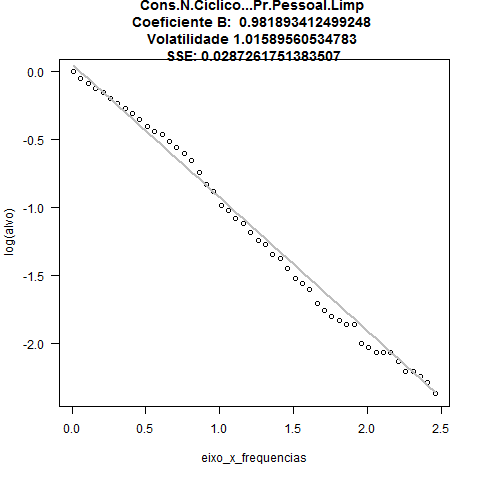 Cons.N.Ciclico...Pr.Pessoal.Limp
Coeficiente B:  0.981893412499248
Volatilidade 1.01589560534783
SSE: 0.0287261751383507
log(alvo)
0.0
-0.5
-1.0
-1.5
-2.0
0.0 0.5 1.0 1.5 2.0 2.5
eixo_x_frequencias